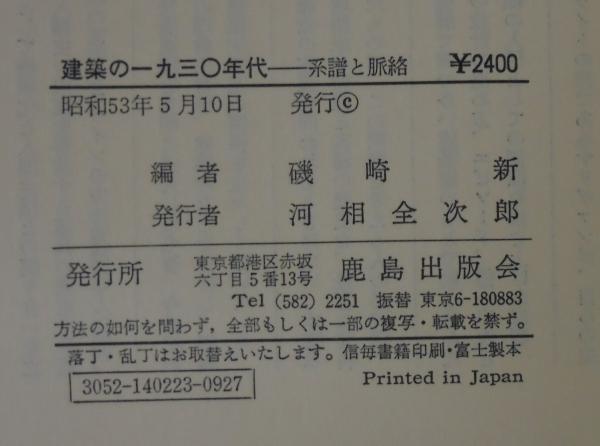 建築の一九三〇年代──系譜と脈絡 ¥2400
昭和53年5月10日 発行©
編者 磯崎新
発行者 河相全次郎
発行所 東京都港区赤坂六丁目5番13号 鹿島出版会
Tel (582) 2251 振替 東京6-180883
方法の如何を問わず，全部もしくは一部の複写・転載を禁ず。
落丁・乱丁はお取替えいたします。信毎書籍印刷・富士製本
3052-140223-0927 Printed in Japan